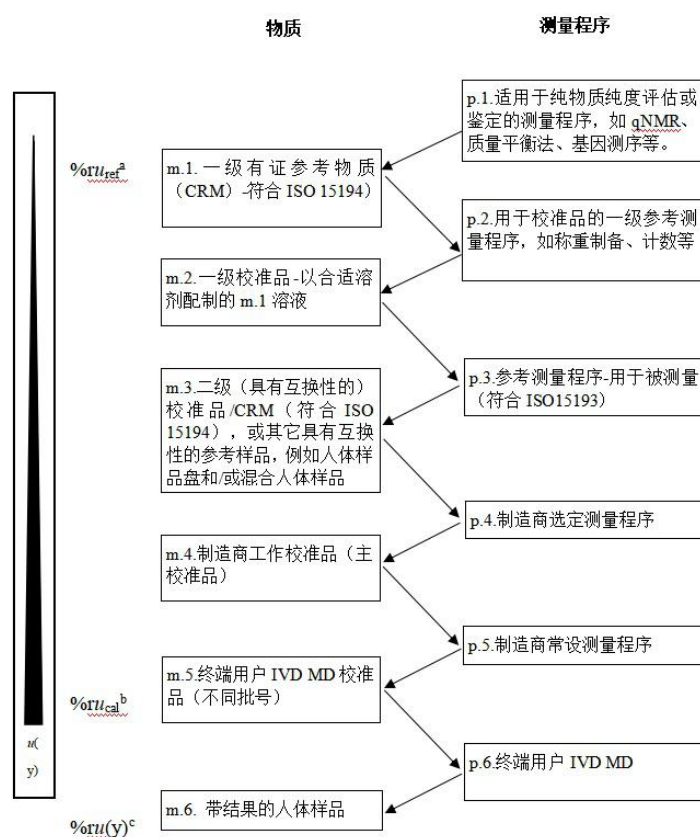 物质
测量程序
p.1.适用于纯物质纯度评估或
鉴定的测量程序，如 qNMR、
质量平衡法、基因测序等。
%ru_ref^a
m.1.一级有证参考物质
（CRM）-符合 ISO 15194）
p.2.用于校准品的一级参考测
量程序，如称重制备、计数等
m.2.一级校准品-以合适溶
剂配制的 m.1 溶液
p.3.参考测量程序-用于被测量
（符合 ISO15193）
m.3.二级（具有互换性的）
校准品/CRM（符合 ISO
15194），或其它具有互换
性的参考样品，例如人体样
品盘和/或混合人体样品
p.4.制造商选定测量程序
m.4.制造商工作校准品（主
校准品）
p.5.制造商常设测量程序
m.5.终端用户 IVD MD 校准
品（不同批号）
%ru_cal^b
u(
y)
p.6.终端用户 IVD MD
m.6. 带结果的人体样品
%ru(y)^c